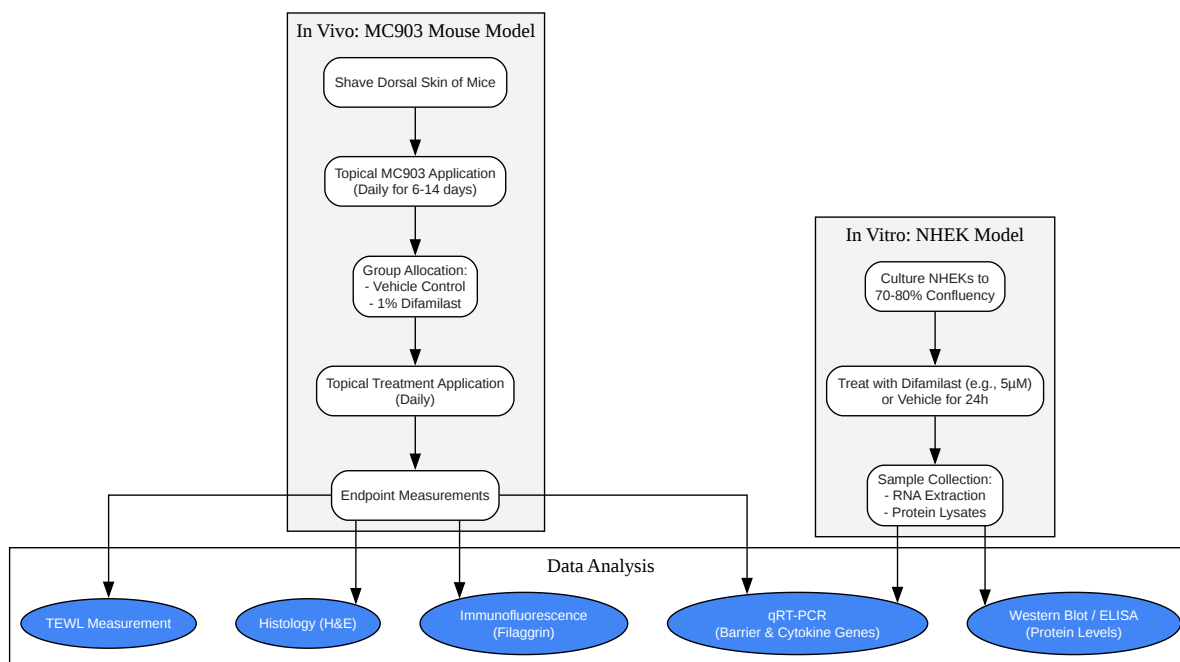 In Vivo: MC903 Mouse Model
Shave Dorsal Skin of Mice
Topical MC903 Application
(Daily for 6-14 days)
Group Allocation:
- Vehicle Control
- 1% Difamilast
Topical Treatment Application
(Daily)
Endpoint Measurements
In Vitro: NHEK Model
Culture NHEKs to
70-80% Confluency
Treat with Difamilast (e.g., 5µM)
or Vehicle for 24h
Sample Collection:
- RNA Extraction
- Protein Lysates
Data Analysis
TEWL Measurement
Histology (H&E)
Immunofluorescence
(Filaggrin)
qRT-PCR
(Barrier & Cytokine Genes)
Western Blot / ELISA
(Protein Levels)